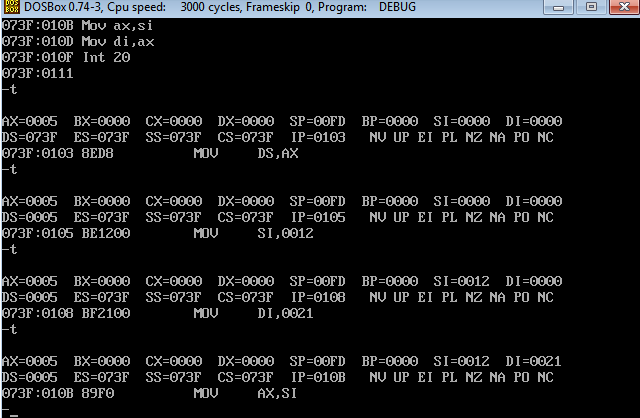 DOS BOX DOSBox 0.74-3, Cpu speed: 3000 cycles, Frameskip 0, Program: DEBUG
073F:010B Mov ax,si
073F:010D Mov di,ax
073F:010F Int 20
073F:0111
-t
AX=0005 BX=0000 CX=0000 DX=0000 SP=00FD BP=0000 SI=0000 DI=0000
DS=073F ES=073F SS=073F CS=073F IP=0103 NV UP EI PL NZ NA PO NC
073F:0103 8ED8 MOV DS,AX
-t
AX=0005 BX=0000 CX=0000 DX=0000 SP=00FD BP=0000 SI=0000 DI=0000
DS=0005 ES=073F SS=073F CS=073F IP=0105 NV UP EI PL NZ NA PO NC
073F:0105 BE1200 MOV SI,0012
-t
AX=0005 BX=0000 CX=0000 DX=0000 SP=00FD BP=0000 SI=0012 DI=0000
DS=0005 ES=073F SS=073F CS=073F IP=0108 NV UP EI PL NZ NA PO NC
073F:0108 BF2100 MOV DI,0021
-t
AX=0005 BX=0000 CX=0000 DX=0000 SP=00FD BP=0000 SI=0012 DI=0021
DS=0005 ES=073F SS=073F CS=073F IP=010B NV UP EI PL NZ NA PO NC
073F:010B 89F0 MOV AX,SI
-